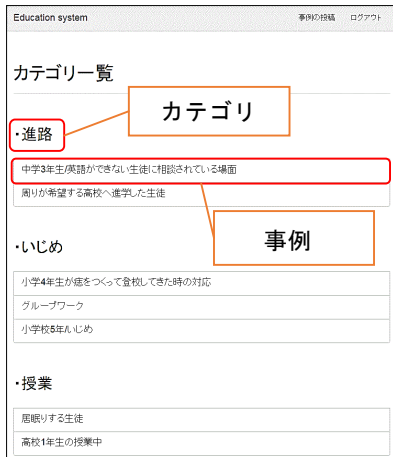 Education system 事例の投稿 ログアウト
カテゴリ一覧
カテゴリ
・進路
中学3年生/英語ができない生徒に相談されている場面
周りが希望する高校へ進学した生徒
事例
・いじめ
小学4年生が痣をつくって登校してきた時の対応
グループワーク
小学校5年/いじめ
・授業
居眠りする生徒
高校1年生の授業中